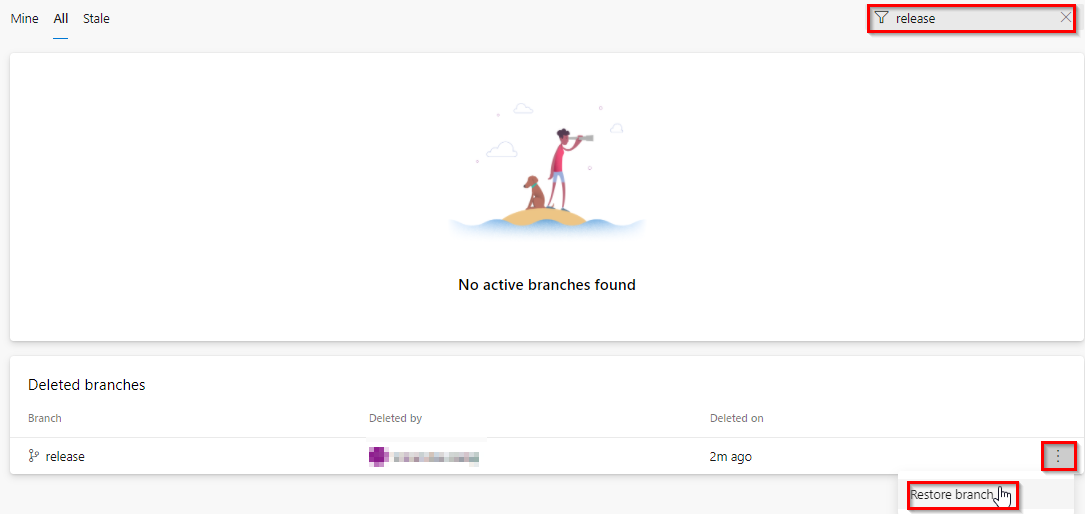 Mine All Stale
release
No active branches found
Deleted branches
Branch Deleted by Deleted on
release 2m ago
Restore branch